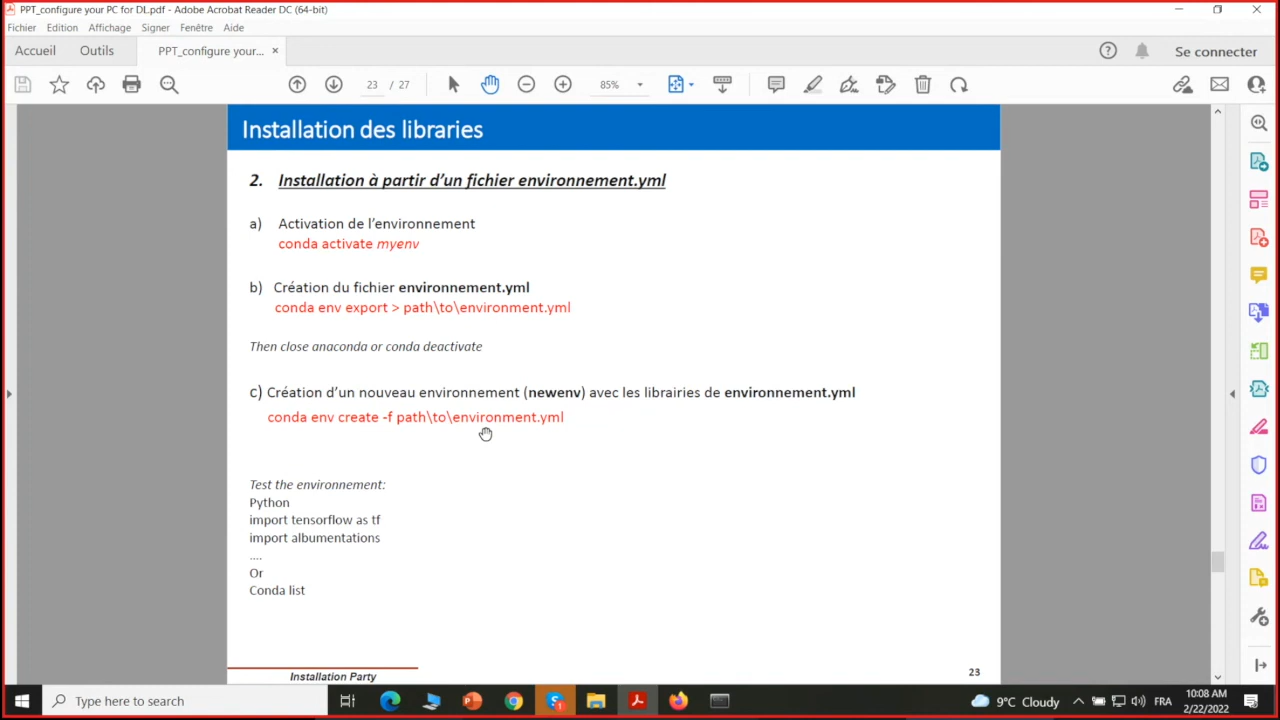 PPT_configure your PC for DL.pdf - Adobe Acrobat Reader DC (64-bit)
Fichier Edition Affichage Signer Fenêtre Aide
Accueil Outils PPT_configure your... × Se connecter
23 / 27 85%
Installation des libraries
2. Installation à partir d’un fichier environnement.yml
a) Activation de l’environnement
conda activate myenv
b) Création du fichier environnement.yml
conda env export > path\to\environment.yml
Then close anaconda or conda deactivate
c) Création d’un nouveau environnement (newenv) avec les librairies de environnement.yml
conda env create -f path\to\environment.yml
Test the environnement:
Python
import tensorflow as tf
import albumentations
....
Or
Conda list
Installation Party
23
Type here to search
9°C Cloudy
FRA
10:08 AM
2/22/2022